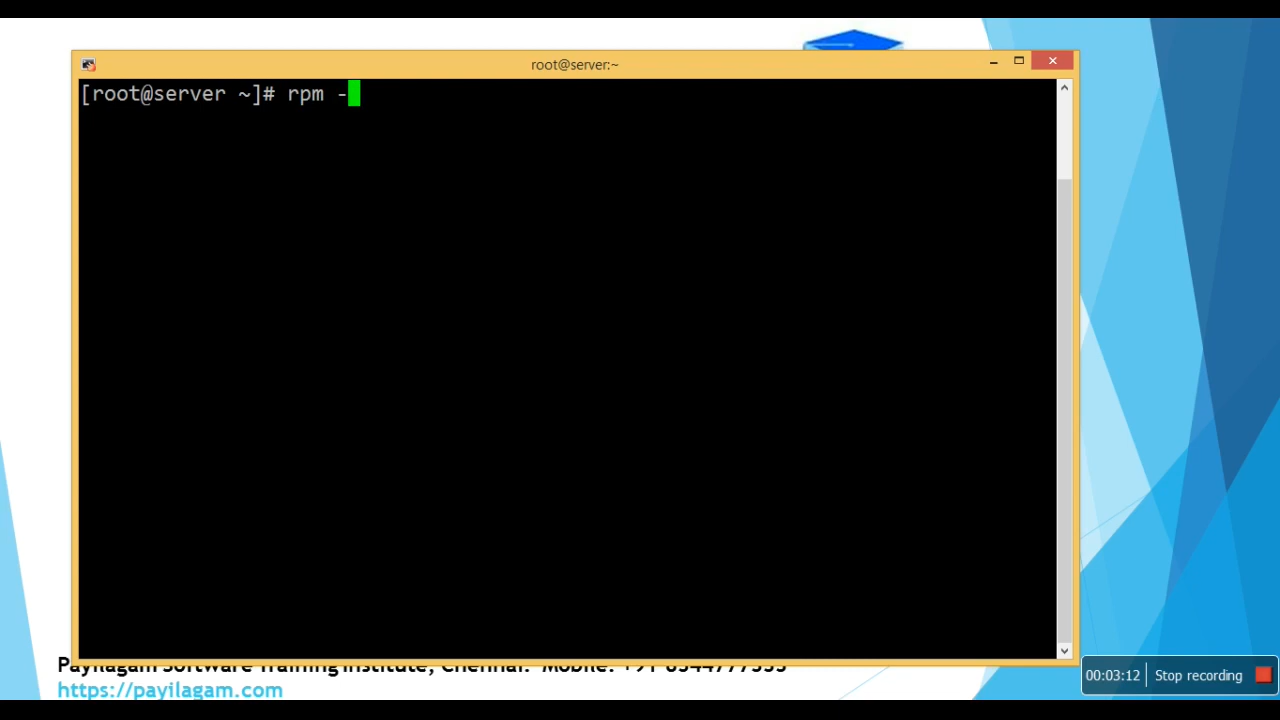 root@server:~
[root@server ~]# rpm -
Payilagam Software Training Institute, Chennai. Mobile: +91 8344777333
https://payilagam.com
00:03:12 Stop recording